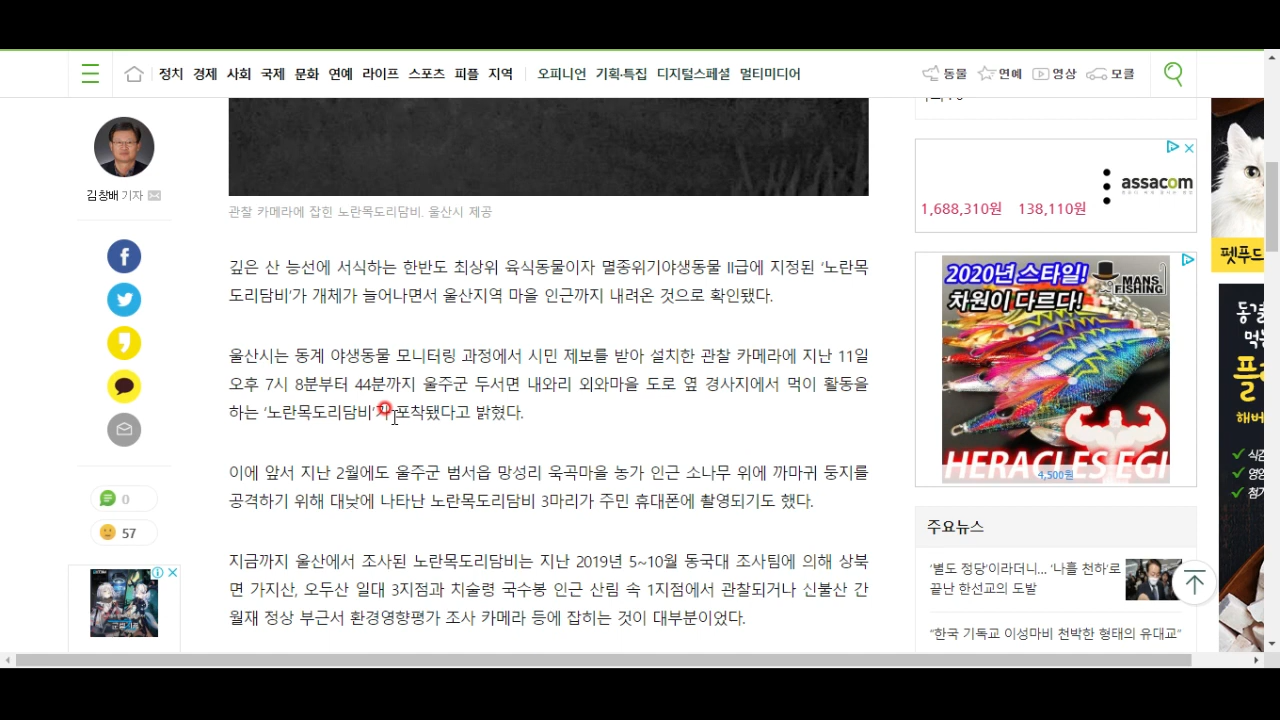 정치 경제 사회 국제 문화 연예 라이프 스포츠 피플 지역 오피니언 기획·특집 디지털스페셜 멀티미디어 동물 연예 영상 모클
김창배 기자
관찰 카메라에 잡힌 노란목도리담비. 울산시 제공
깊은 산 능선에 서식하는 한반도 최상위 육식동물이자 멸종위기야생동물 II급에 지정된 ‘노란목
도리담비’가 개체가 늘어나면서 울산지역 마을 인근까지 내려온 것으로 확인됐다.
울산시는 동계 야생동물 모니터링 과정에서 시민 제보를 받아 설치한 관찰 카메라에 지난 11일
오후 7시 8분부터 44분까지 울주군 두서면 내와리 외와마을 도로 옆 경사지에서 먹이 활동을
하는 ‘노란목도리담비’가 포착됐다고 밝혔다.
이에 앞서 지난 2월에도 울주군 범서읍 망성리 욱곡마을 농가 인근 소나무 위에 까마귀 둥지를
공격하기 위해 대낮에 나타난 노란목도리담비 3마리가 주민 휴대폰에 촬영되기도 했다.
지금까지 울산에서 조사된 노란목도리담비는 지난 2019년 5~10월 동국대 조사팀에 의해 상북
면 가지산, 오두산 일대 3지점과 치술령 국수봉 인근 산림 속 1지점에서 관찰되거나 신불산 간
월재 정상 부근서 환경영향평가 조사 카메라 등에 잡히는 것이 대부분이었다.
0
57
assacom
1,688,310원 138,110원
2020년 스타일!
차원이 다르다!
MANS
FISHING
HERACLES EGI
4,500원
주요뉴스
‘별도 정당’이라더니... ‘나홀 천하’로
끝난 한선교의 도발
“한국 기독교 이성마비 천박한 형태의 유대교”
펫푸드
먹는